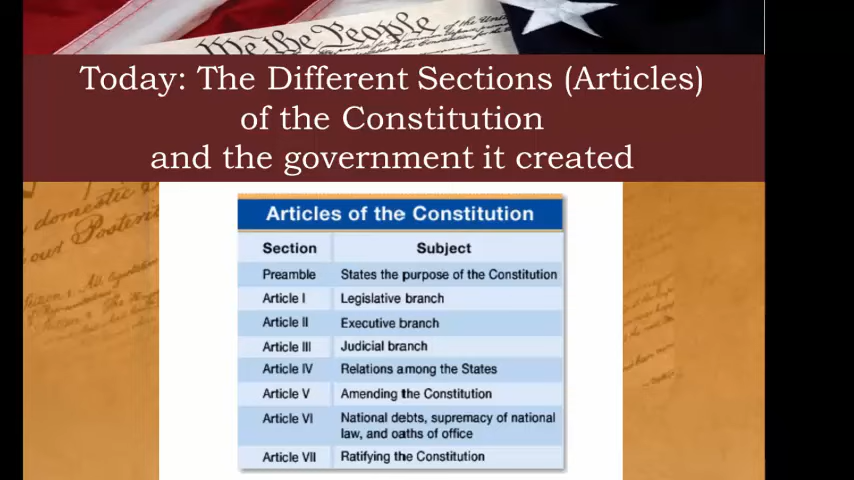 We the People
Today: The Different Sections (Articles)
of the Constitution
and the government it created
domestic
our Posterity
Articles of the Constitution
Section Subject
Preamble States the purpose of the Constitution
Article I Legislative branch
Article II Executive branch
Article III Judicial branch
Article IV Relations among the States
Article V Amending the Constitution
Article VI National debts, supremacy of national
law, and oaths of office
Article VII Ratifying the Constitution